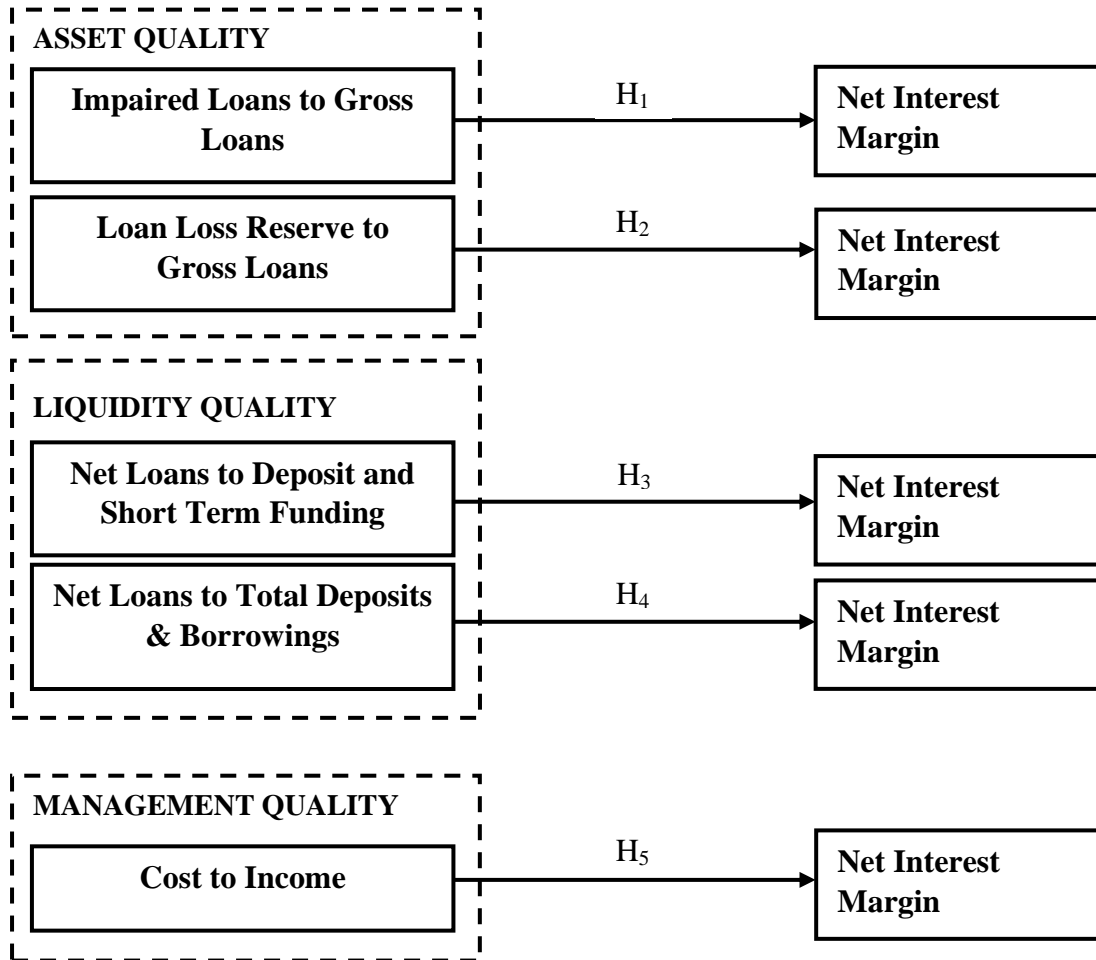 ASSET QUALITY
Impaired Loans to Gross
Loans
H1
Net Interest
Margin
Loan Loss Reserve to
Gross Loans
H2
Net Interest
Margin
LIQUIDITY QUALITY
Net Loans to Deposit and
Short Term Funding
H3
Net Interest
Margin
Net Loans to Total Deposits
& Borrowings
H4
Net Interest
Margin
MANAGEMENT QUALITY
Cost to Income
H5
Net Interest
Margin